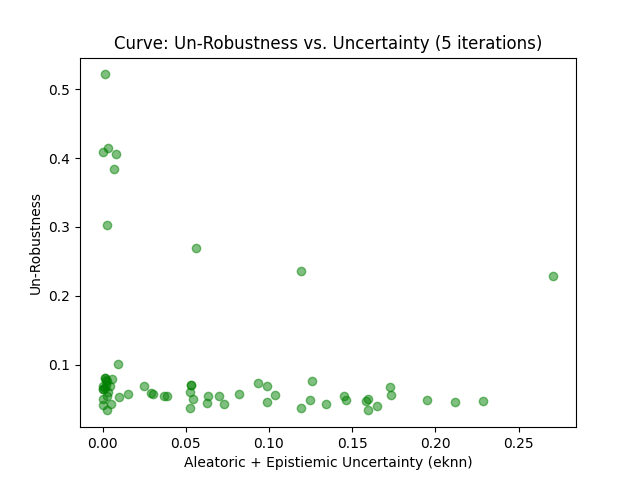 Curve: Un-Robustness vs. Uncertainty (5 iterations)
Un-Robustness
0.5
0.4
0.3
0.2
0.1
0.00 0.05 0.10 0.15 0.20 0.25
Aleatoric + Epistiemic Uncertainty (eknn)